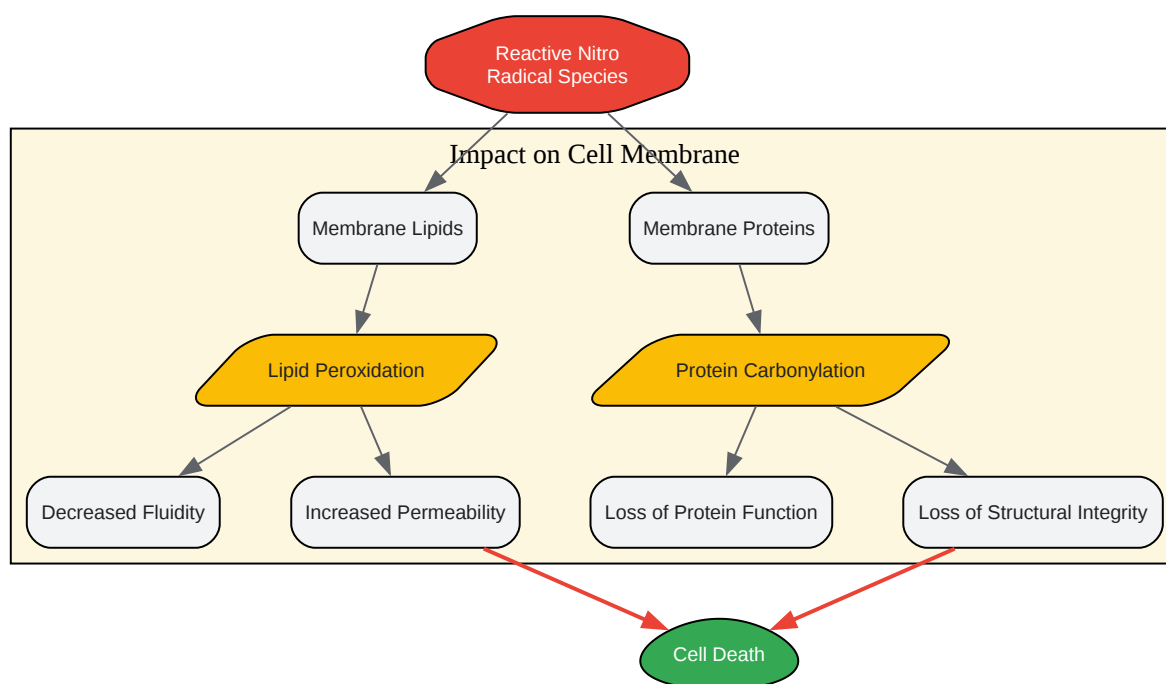 Reactive Nitro
Radical Species
Impact on Cell Membrane
Membrane Lipids
Membrane Proteins
Lipid Peroxidation
Protein Carbonylation
Decreased Fluidity
Increased Permeability
Loss of Protein Function
Loss of Structural Integrity
Cell Death